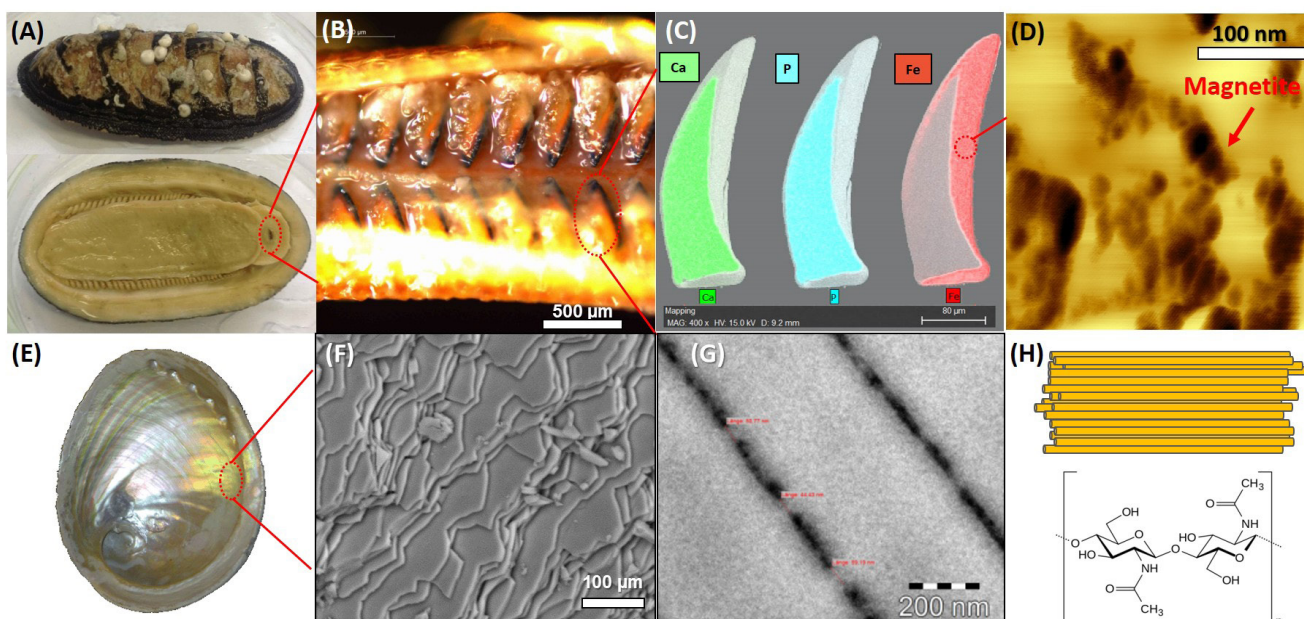 (A)
(B)
500 µm
(C)
Ca
P
Fe
Ca
P
Fe
Mapping
MAG: 400 x HV: 15.0 kV D: 9.2 mm
80 µm
(D)
100 nm
Magnetite
(E)
(F)
100 µm
(G)
200 nm
(H)
CH₃
O
NH
OH
O
HO
O
O
HO
O
O
NH
OH
O
CH₃